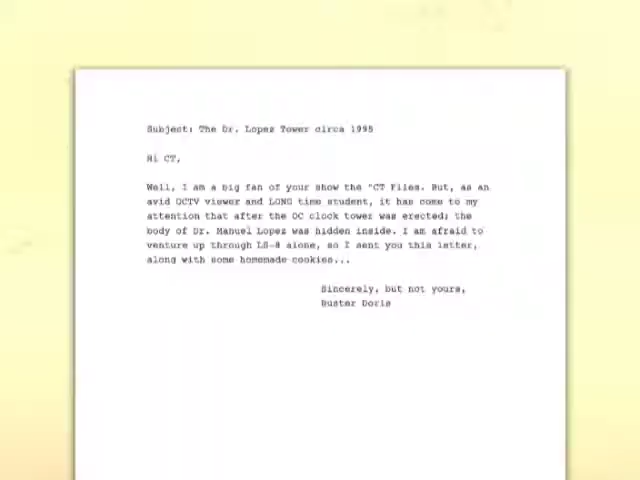 Subject: The Dr. Lopez Tower circa 1995
Hi CT,
Well, I am a big fan of your show the "CT Files. But, as an
avid OCTV viewer and LONG time student, it has come to my
attention that after the OC clock tower was erected; the
body of Dr. Manuel Lopez was hidden inside. I am afraid to
venture up through LS-8 alone, so I sent you this letter,
along with some homemade cookies...
Sincerely, but not yours,
Buster Doris